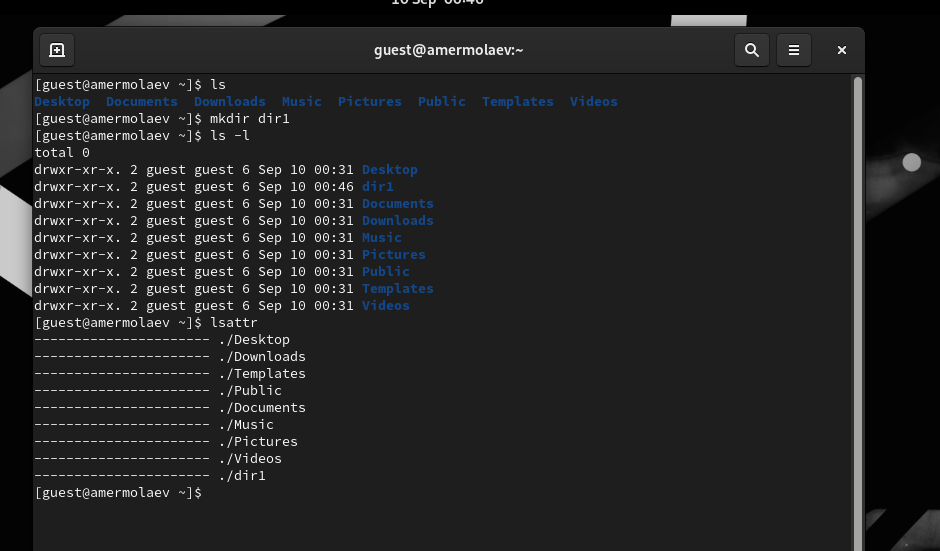 10 Sep 00:46
guest@amermolaev:~
[guest@amermolaev ~]$ ls
Desktop  Documents  Downloads  Music  Pictures  Public  Templates  Videos
[guest@amermolaev ~]$ mkdir dir1
[guest@amermolaev ~]$ ls -l
total 0
drwxr-xr-x. 2 guest guest 6 Sep 10 00:31 Desktop
drwxr-xr-x. 2 guest guest 6 Sep 10 00:46 dir1
drwxr-xr-x. 2 guest guest 6 Sep 10 00:31 Documents
drwxr-xr-x. 2 guest guest 6 Sep 10 00:31 Downloads
drwxr-xr-x. 2 guest guest 6 Sep 10 00:31 Music
drwxr-xr-x. 2 guest guest 6 Sep 10 00:31 Pictures
drwxr-xr-x. 2 guest guest 6 Sep 10 00:31 Public
drwxr-xr-x. 2 guest guest 6 Sep 10 00:31 Templates
drwxr-xr-x. 2 guest guest 6 Sep 10 00:31 Videos
[guest@amermolaev ~]$ lsattr
---------------------- ./Desktop
---------------------- ./Downloads
---------------------- ./Templates
---------------------- ./Public
---------------------- ./Documents
---------------------- ./Music
---------------------- ./Pictures
---------------------- ./Videos
---------------------- ./dir1
[guest@amermolaev ~]$